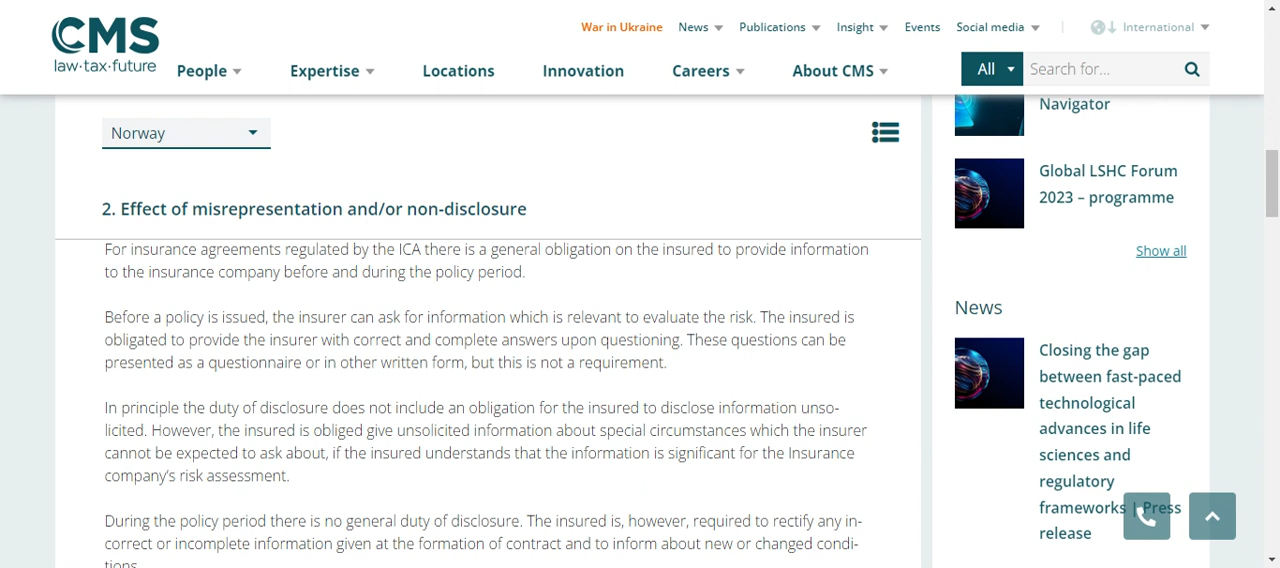 CMS
law·tax·future
War in Ukraine News Publications Insight Events Social media International
People Expertise Locations Innovation Careers About CMS
All Search for...
Norway
2. Effect of misrepresentation and/or non-disclosure
For insurance agreements regulated by the ICA there is a general obligation on the insured to provide information
to the insurance company before and during the policy period.
Before a policy is issued, the insurer can ask for information which is relevant to evaluate the risk. The insured is
obligated to provide the insurer with correct and complete answers upon questioning. These questions can be
presented as a questionnaire or in other written form, but this is not a requirement.
In principle the duty of disclosure does not include an obligation for the insured to disclose information unso-
licited. However, the insured is obliged give unsolicited information about special circumstances which the insurer
cannot be expected to ask about, if the insured understands that the information is significant for the Insurance
company's risk assessment.
During the policy period there is no general duty of disclosure. The insured is, however, required to rectify any in-
correct or incomplete information given at the formation of contract and to inform about new or changed condi-
tions.
Navigator
Global LSHC Forum
2023 – programme
Show all
News
Closing the gap
between fast-paced
technological
advances in life
sciences and
regulatory
frameworks | Press
release